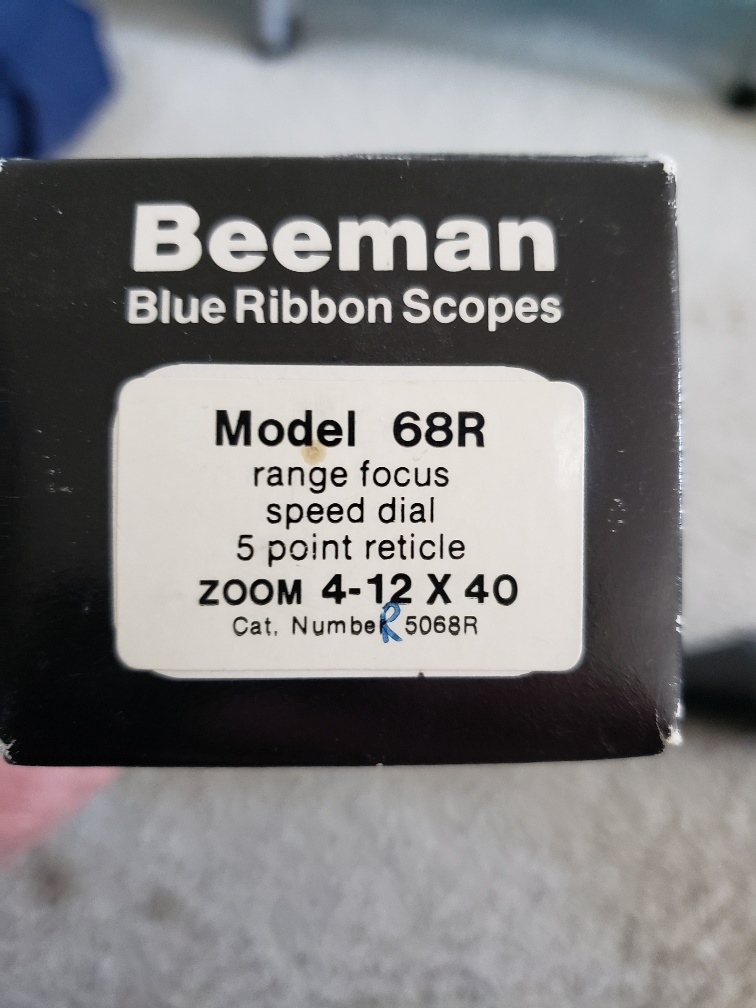 Beeman
Blue Ribbon Scopes
Model 68R
range focus
speed dial
5 point reticle
ZOOM 4-12 X 40
Cat. NumbeR 5068R